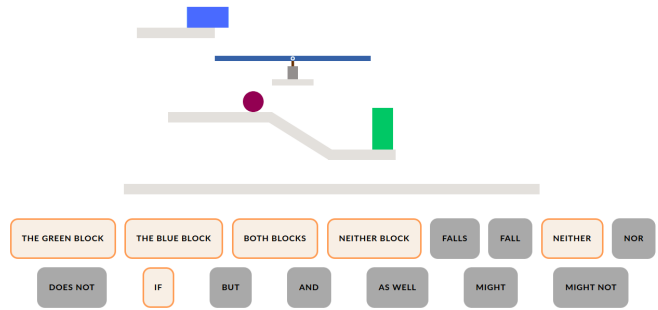 THE GREEN BLOCK THE BLUE BLOCK BOTH BLOCKS NEITHER BLOCK FALLS FALL NEITHER NOR
DOES NOT IF BUT AND AS WELL MIGHT MIGHT NOT